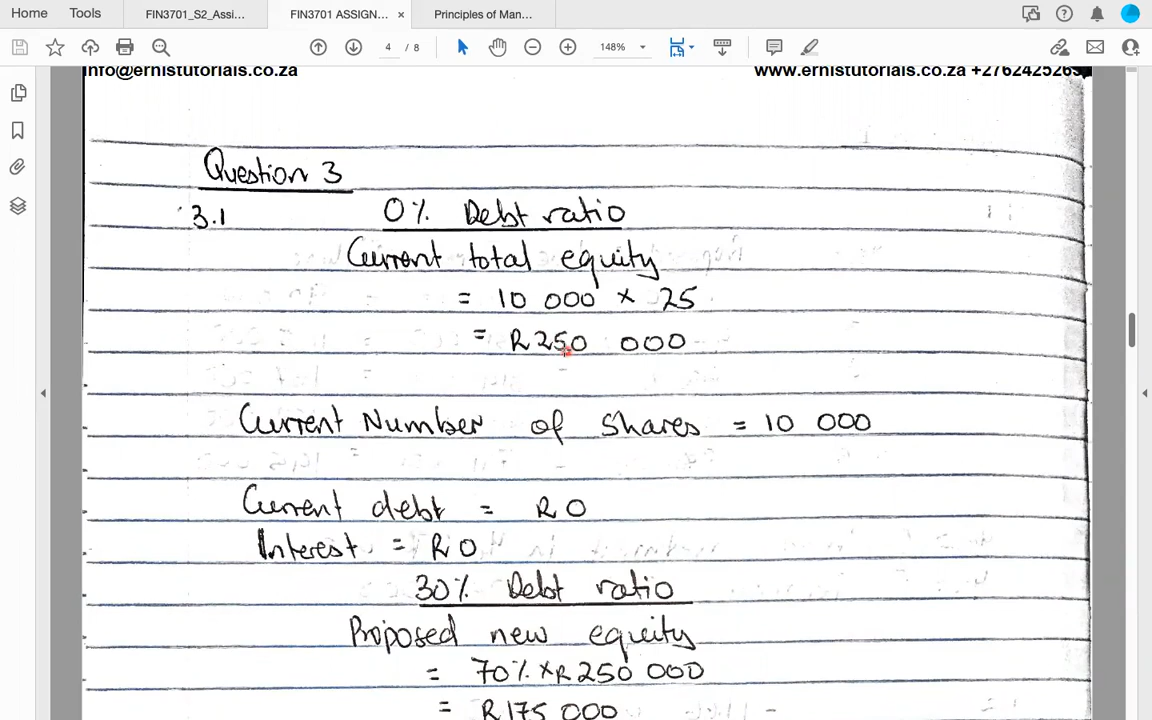 Home Tools FIN3701_S2_Assi... FIN3701 ASSIGN... × Principles of Man...
4 / 8 148%
info@ernistutorials.co.za www.ernistutorials.co.za +27624252
Question 3
3.1 0% Debt ratio
Current total equity
= 10 000 × 25
= R250 000
Current Number of shares = 10 000
Current debt = R0
Interest = R0
30% Debt ratio
Proposed new equity
= 70% × R250 000
= R175 000